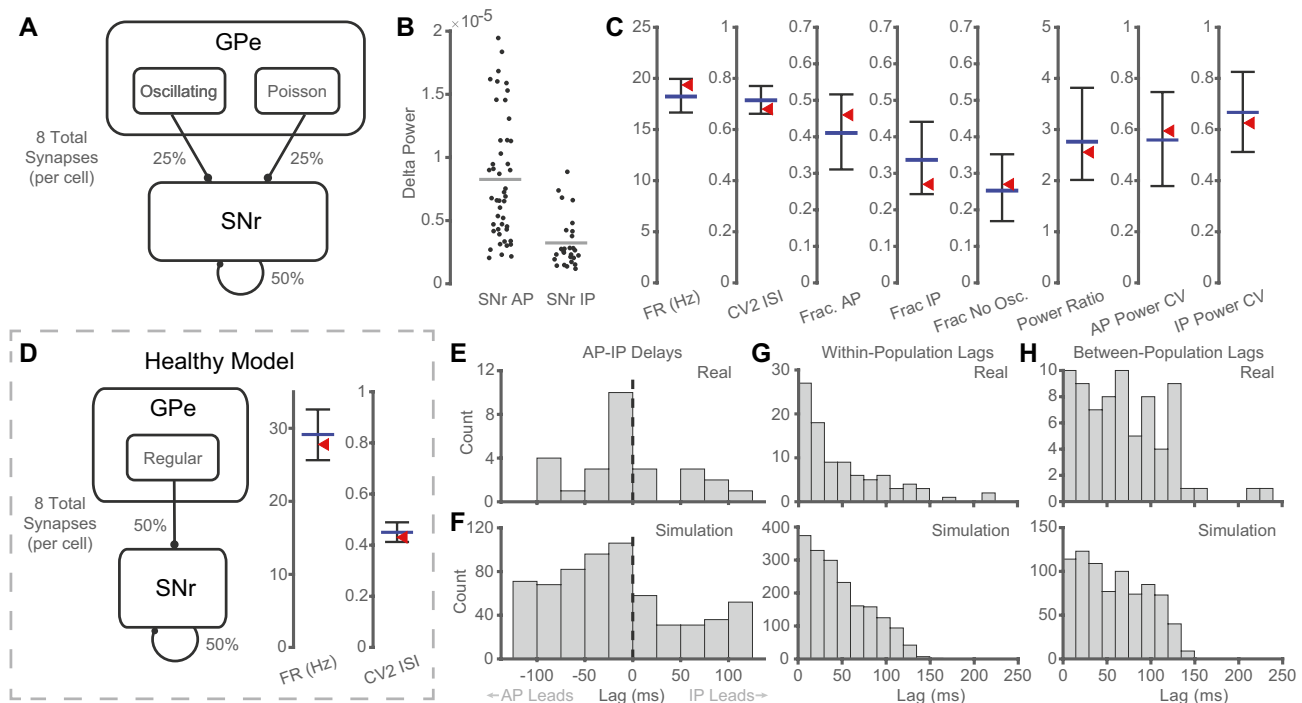 A
GPe
Oscillating
Poisson
8 Total
Synapses
(per cell)
25%
25%
SNr
50%
B
×10-5
2
1.5
1
0.5
0
Delta Power
SNr AP
SNr IP
C
25
20
15
10
5
0
FR (Hz)
1
0.8
0.6
0.4
0.2
0
CV2 ISI
0.7
0.6
0.5
0.4
0.3
0.2
0.1
0
Frac. AP
0.7
0.6
0.5
0.4
0.3
0.2
0.1
0
Frac IP
0.7
0.6
0.5
0.4
0.3
0.2
0.1
0
Frac No Osc.
5
4
3
2
1
0
Power Ratio
1
0.8
0.6
0.4
0.2
0
AP Power CV
1
0.8
0.6
0.4
0.2
0
IP Power CV
D
Healthy Model
GPe
Regular
8 Total
Synapses
(per cell)
50%
SNr
50%
30
20
10
0
FR (Hz)
1
0.8
0.6
0.4
0.2
0
CV2 ISI
E
AP-IP Delays
Real
12
8
4
0
Count
F
Simulation
120
80
40
0
Count
-100
-50
0
50
100
←AP Leads
Lag (ms)
IP Leads→
G
Within-Population Lags
Real
30
20
10
0
Simulation
400
300
200
100
0
0
50
100
150
200
250
Lag (ms)
H
Between-Population Lags
Real
10
8
6
4
2
0
Simulation
150
100
50
0
0
50
100
150
200
250
Lag (ms)